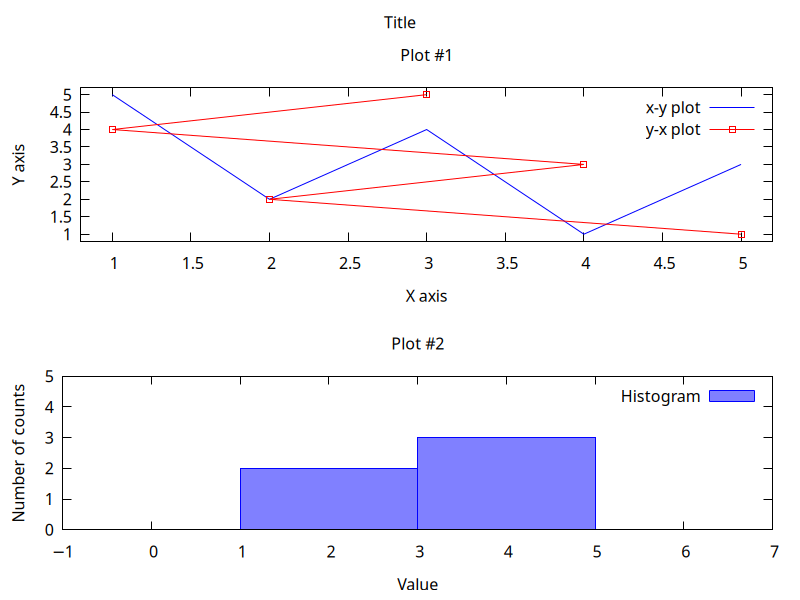 Title
Plot #1
5
4.5
4
3.5
3
2.5
2
1.5
1
Y axis
x-y plot
y-x plot
1 1.5 2 2.5 3 3.5 4 4.5 5
X axis
Plot #2
5
4
3
2
1
0
Number of counts
Histogram
−1 0 1 2 3 4 5 6 7
Value